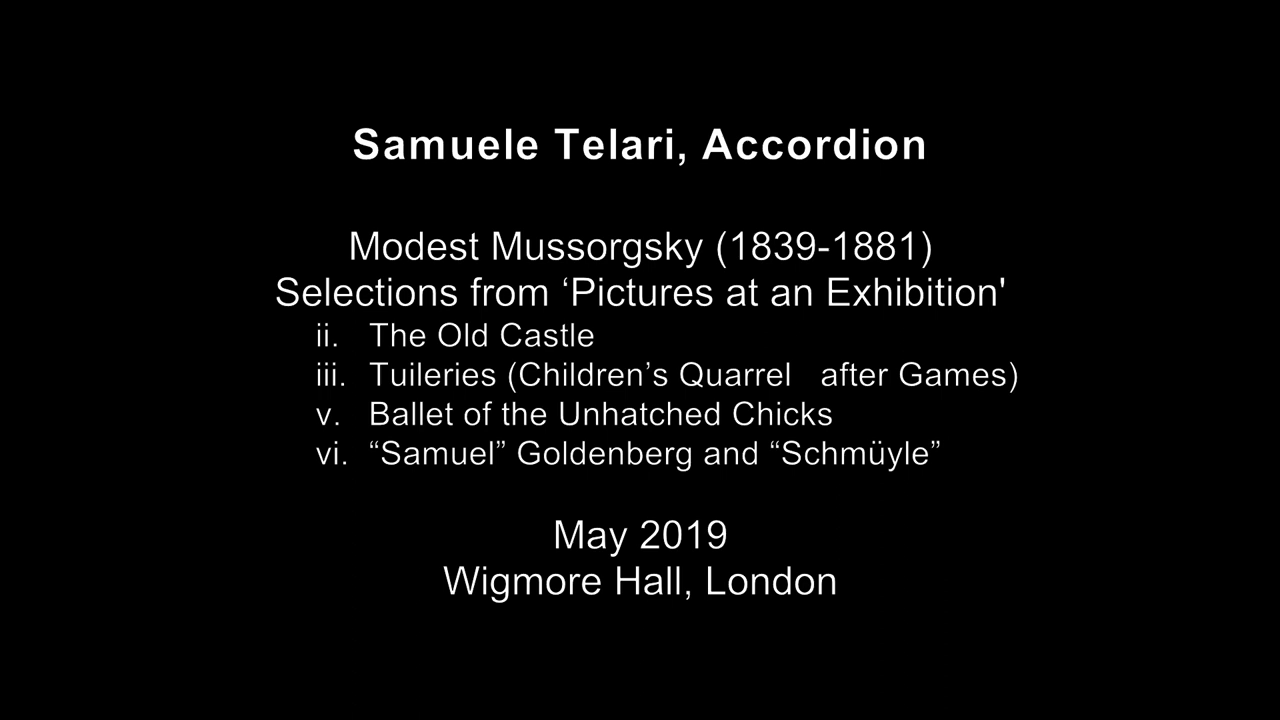 Samuele Telari, Accordion
Modest Mussorgsky (1839-1881)
Selections from ‘Pictures at an Exhibition'
ii. The Old Castle
iii. Tuileries (Children’s Quarrel after Games)
v. Ballet of the Unhatched Chicks
vi. “Samuel” Goldenberg and “Schmüyle”
May 2019
Wigmore Hall, London